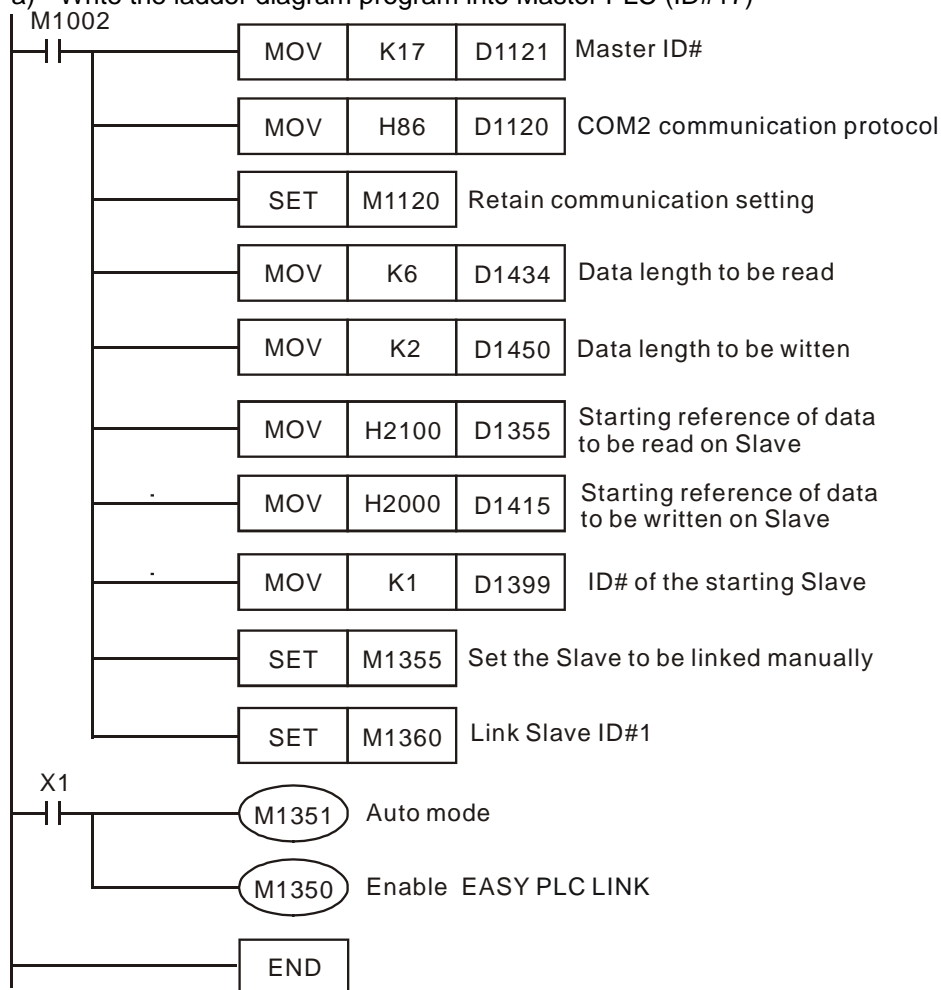 a) Write the ladder diagram program into Master PLC (ID#17)
M1002
MOV K17 D1121 Master ID#
MOV H86 D1120 COM2 communication protocol
SET M1120 Retain communication setting
MOV K6 D1434 Data length to be read
MOV K2 D1450 Data length to be witten
MOV H2100 D1355 Starting reference of data
to be read on Slave
MOV H2000 D1415 Starting reference of data
to be written on Slave
MOV K1 D1399 ID# of the starting Slave
SET M1355 Set the Slave to be linked manually
SET M1360 Link Slave ID#1
X1
M1351 Auto mode
M1350 Enable EASY PLC LINK
END